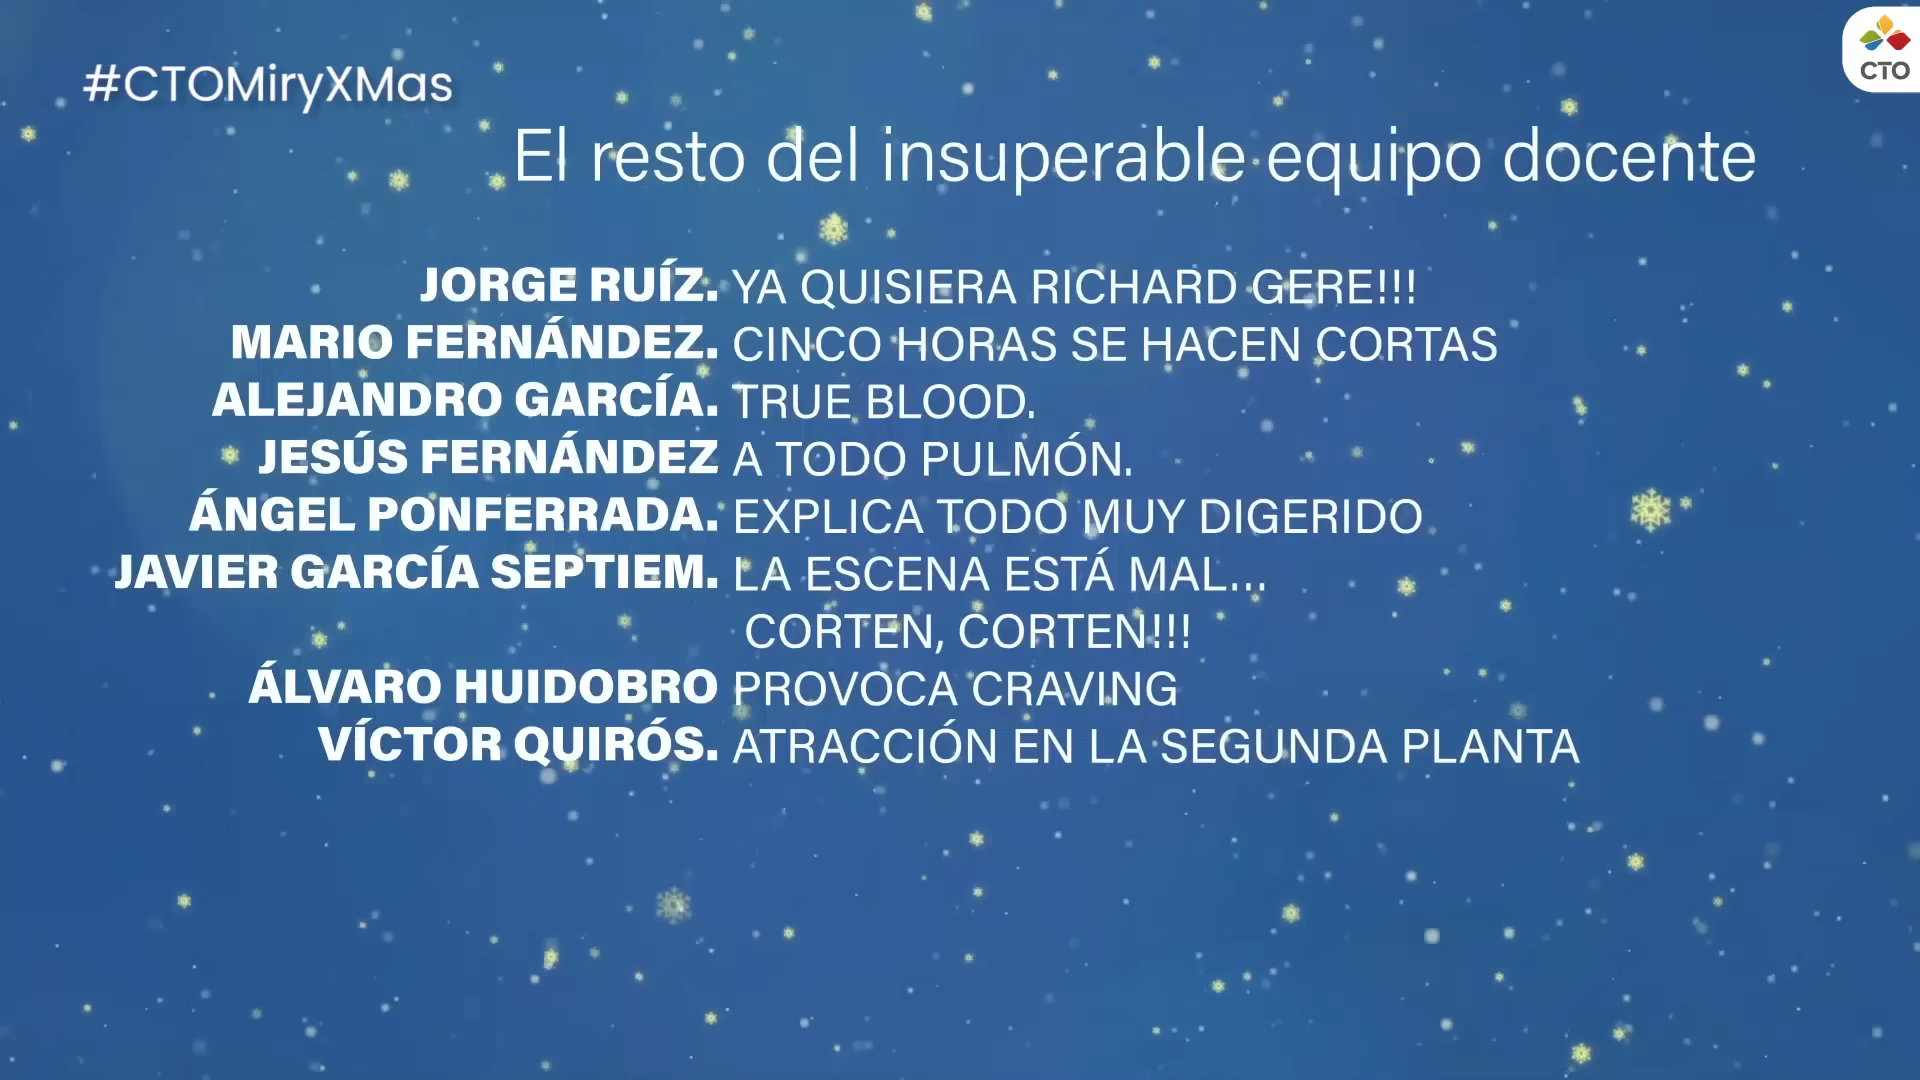 #CTOMiryXMas
CTO
El resto del insuperable equipo docente
JORGE RUÍZ. YA QUISIERA RICHARD GERE!!!
MARIO FERNÁNDEZ. CINCO HORAS SE HACEN CORTAS
ALEJANDRO GARCÍA. TRUE BLOOD.
JESÚS FERNÁNDEZ A TODO PULMÓN.
ÁNGEL PONFERRADA. EXPLICA TODO MUY DIGERIDO
JAVIER GARCÍA SEPTIEM. LA ESCENA ESTÁ MAL...
CORTEN, CORTEN!!!
ÁLVARO HUIDOBRO PROVOCA CRAVING
VÍCTOR QUIRÓS. ATRACCIÓN EN LA SEGUNDA PLANTA